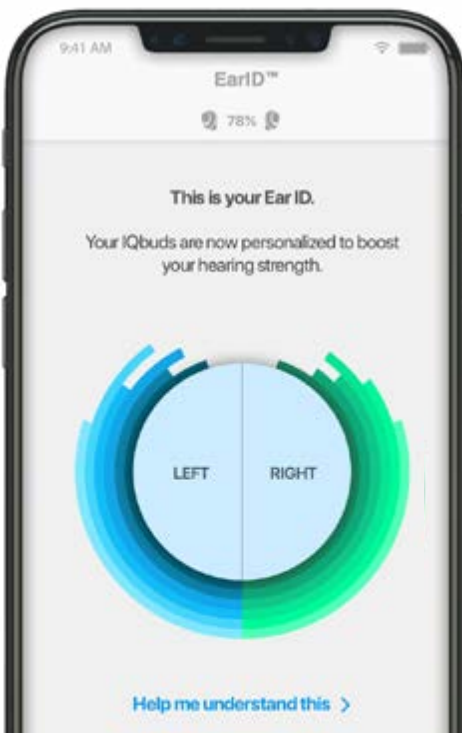 9:41 AM
EarID™
78%
This is your Ear ID.
Your IQbuds are now personalized to boost
your hearing strength.
LEFT
RIGHT
Help me understand this >